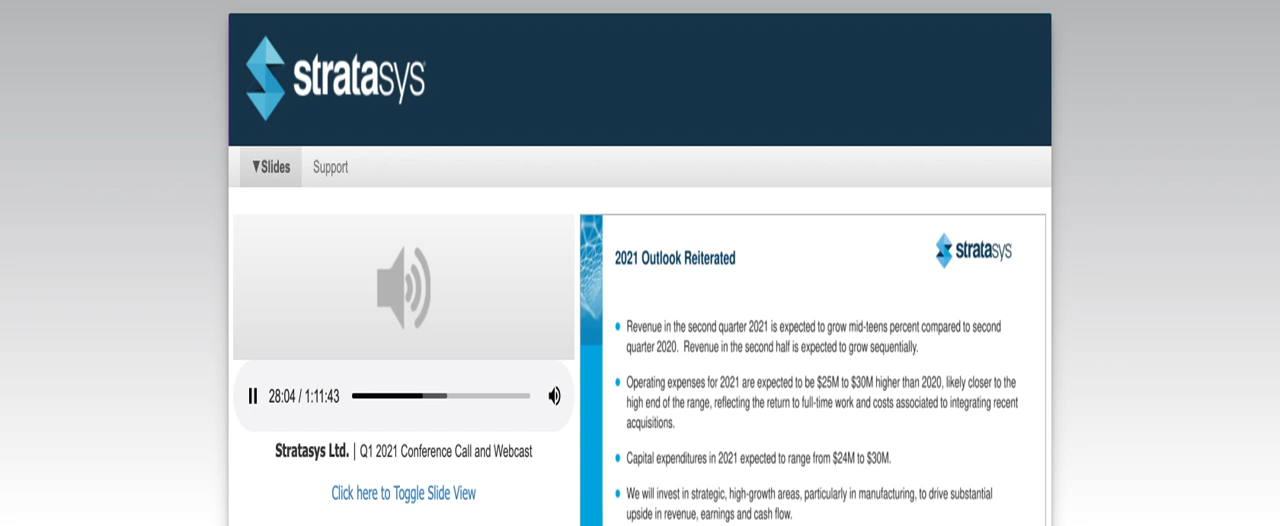 stratasys
▼Slides Support
28:04 / 1:11:43
Stratasys Ltd. | Q1 2021 Conference Call and Webcast
Click here to Toggle Slide View
2021 Outlook Reiterated
stratasys
• Revenue in the second quarter 2021 is expected to grow mid-teens percent compared to second
quarter 2020. Revenue in the second half is expected to grow sequentially.
• Operating expenses for 2021 are expected to be $25M to $30M higher than 2020, likely closer to the
high end of the range, reflecting the return to full-time work and costs associated to integrating recent
acquisitions.
• Capital expenditures in 2021 expected to range from $24M to $30M.
• We will invest in strategic, high-growth areas, particularly in manufacturing, to drive substantial
upside in revenue, earnings and cash flow.